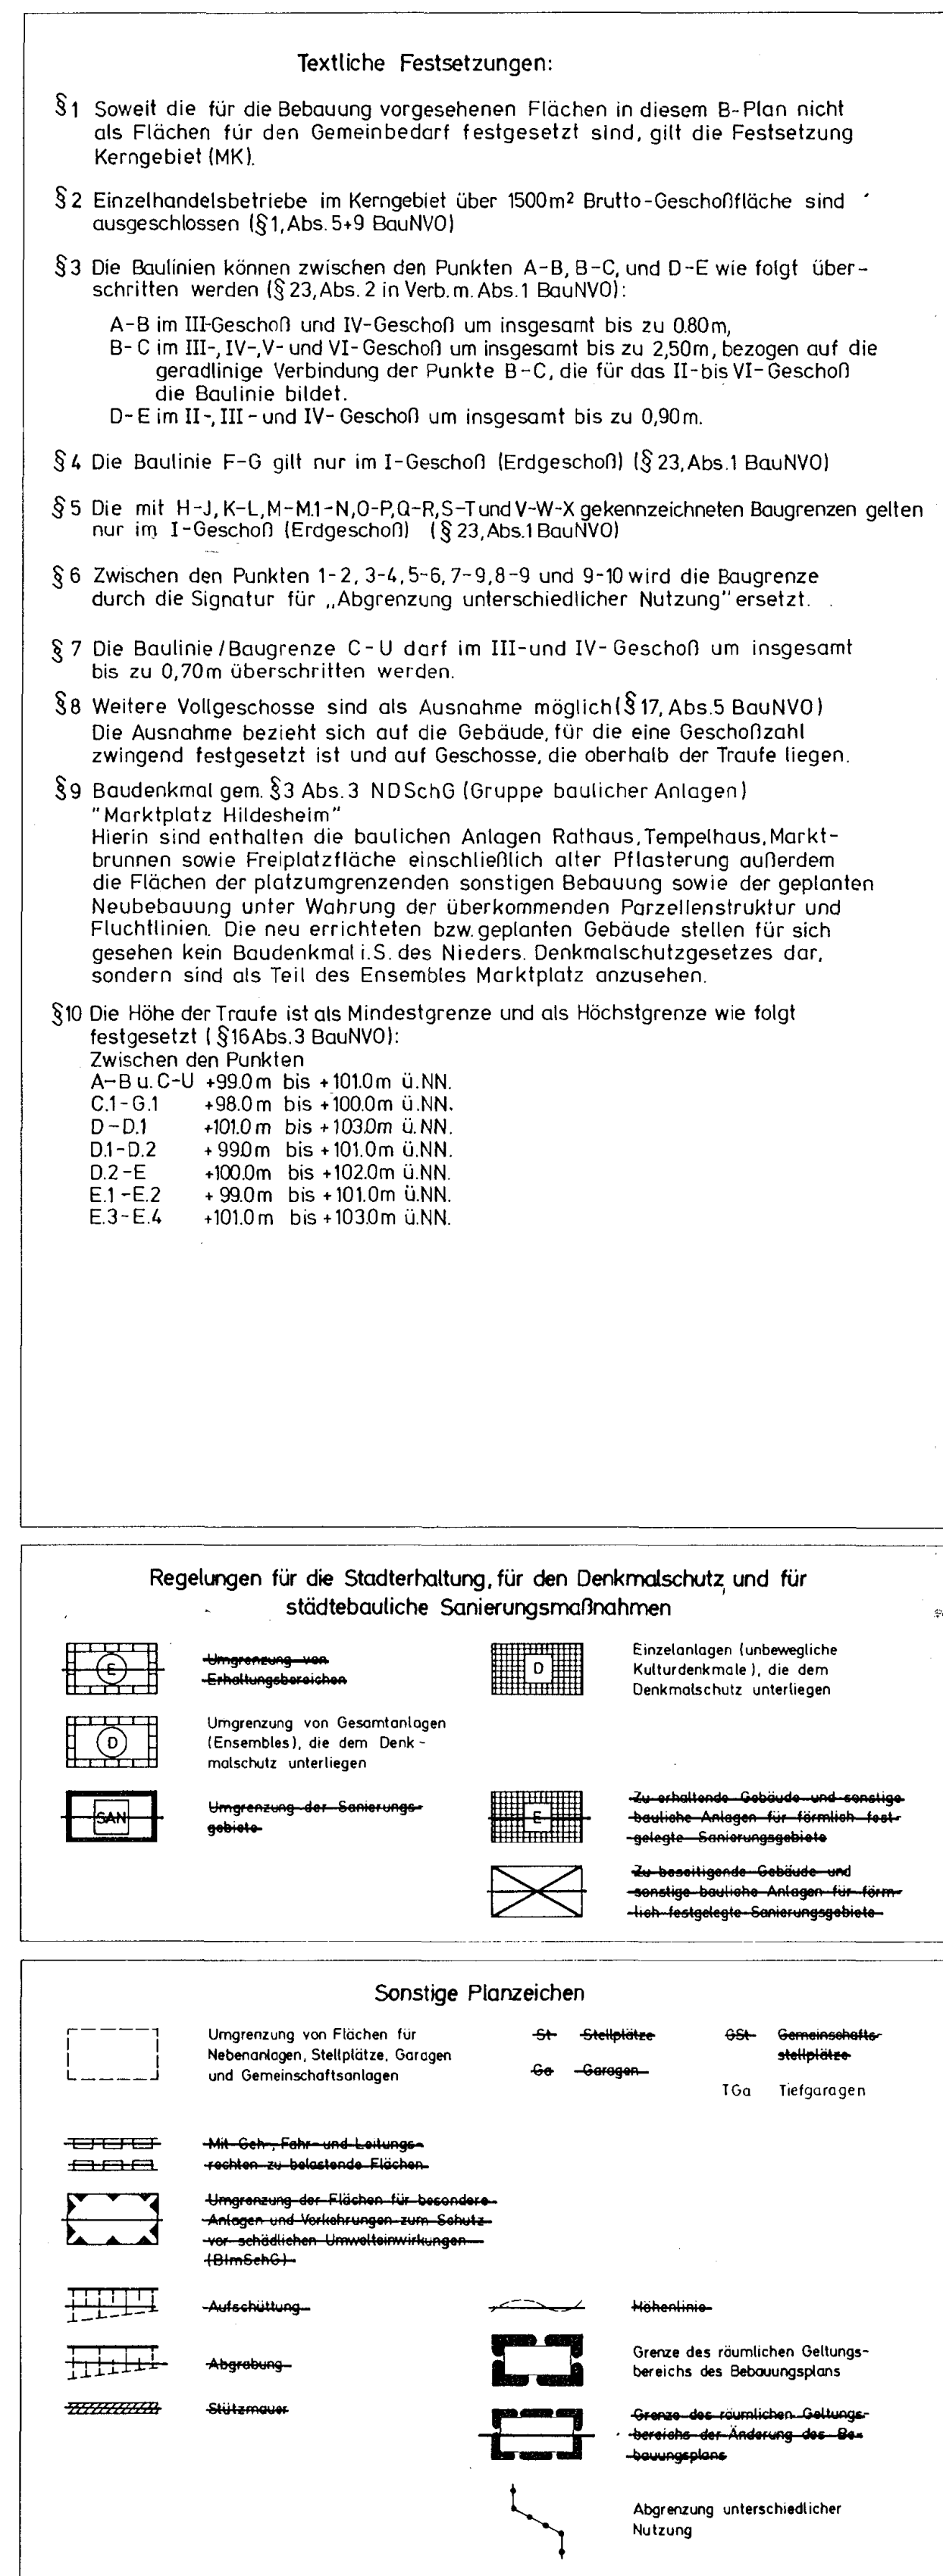 Textliche Festsetzungen:
§1 Soweit die für die Bebauung vorgesehenen Flächen in diesem B-Plan nicht
als Flächen für den Gemeinbedarf festgesetzt sind, gilt die Festsetzung
Kerngebiet (MK).
§2 Einzelhandelsbetriebe im Kerngebiet über 1500m² Brutto-Geschoßfläche sind
ausgeschlossen (§1, Abs. 5+9 BauNVO)
§3 Die Baulinien können zwischen den Punkten A-B, B-C, und D-E wie folgt über-
schritten werden (§23, Abs. 2 in Verb. m. Abs. 1 BauNVO):
A-B im III-Geschoß und IV-Geschoß um insgesamt bis zu 0.80m,
B-C im III-, IV-, V- und VI-Geschoß um insgesamt bis zu 2,50m, bezogen auf die
geradlinige Verbindung der Punkte B-C, die für das II- bis VI-Geschoß
die Baulinie bildet.
D-E im II-, III- und IV-Geschoß um insgesamt bis zu 0,90m.
§4 Die Baulinie F-G gilt nur im I-Geschoß (Erdgeschoß) (§23, Abs. 1 BauNVO)
§5 Die mit H-J, K-L, M-M.1-N, O-P, Q-R, S-T und V-W-X gekennzeichneten Baugrenzen gelten
nur im I-Geschoß (Erdgeschoß) (§23, Abs. 1 BauNVO)
§6 Zwischen den Punkten 1-2, 3-4, 5-6, 7-9, 8-9 und 9-10 wird die Baugrenze
durch die Signatur für „Abgrenzung unterschiedlicher Nutzung" ersetzt.
§7 Die Baulinie/Baugrenze C-U darf im III- und IV-Geschoß um insgesamt
bis zu 0,70m überschritten werden.
§8 Weitere Vollgeschosse sind als Ausnahme möglich (§17, Abs. 5 BauNVO)
Die Ausnahme bezieht sich auf die Gebäude, für die eine Geschoßzahl
zwingend festgesetzt ist und auf Geschosse, die oberhalb der Traufe liegen.
§9 Baudenkmal gem. §3 Abs. 3 NDSchG (Gruppe baulicher Anlagen)
"Marktplatz Hildesheim"
Hierin sind enthalten die baulichen Anlagen Rathaus, Tempelhaus, Markt-
brunnen sowie Freiplatzfläche einschließlich alter Pflasterung außerdem
die Flächen der platzumgrenzenden sonstigen Bebauung sowie der geplanten
Neubebauung unter Wahrung der überkommenden Parzellenstruktur und
Fluchtlinien. Die neu errichteten bzw. geplanten Gebäude stellen für sich
gesehen kein Baudenkmal i.S. des Nieders. Denkmalschutzgesetzes dar,
sondern sind als Teil des Ensembles Marktplatz anzusehen.
§10 Die Höhe der Traufe ist als Mindestgrenze und als Höchstgrenze wie folgt
festgesetzt (§16 Abs. 3 BauNVO):
Zwischen den Punkten
A-B u. C-U +99.0m bis +101.0m ü.NN.
C.1-G.1 +98.0m bis +100.0m ü.NN.
D-D.1 +101.0m bis +103.0m ü.NN.
D.1-D.2 +99.0m bis +101.0m ü.NN.
D.2-E +100.0m bis +102.0m ü.NN.
E.1-E.2 +99.0m bis +101.0m ü.NN.
E.3-E.4 +101.0m bis +103.0m ü.NN.
Regelungen für die Stadterhaltung, für den Denkmalschutz und für
städtebauliche Sanierungsmaßnahmen
E
Umgrenzung von
Erhaltungsbereichen
D
Einzelanlagen (unbewegliche
Kulturdenkmale), die dem
Denkmalschutz unterliegen
D
Umgrenzung von Gesamtanlagen
(Ensembles), die dem Denk-
malschutz unterliegen
SAN
Umgrenzung der Sanierungs-
gebiete
E
Zu erhaltende Gebäude und sonstige
bauliche Anlagen für förmlich fest-
gelegte Sanierungsgebiete
Zu beseitigende Gebäude und
sonstige bauliche Anlagen für förm-
lich festgelegte Sanierungsgebiete
Sonstige Planzeichen
Umgrenzung von Flächen für
Nebenanlagen, Stellplätze, Garagen
und Gemeinschaftsanlagen
St Stellplätze
Ga Garagen
GSt Gemeinschafts-
stellplätze
TGa Tiefgaragen
Mit Geh-, Fahr- und Leitungs-
rechten zu belastende Flächen
Umgrenzung der Flächen für besondere
Anlagen und Vorkehrungen zum Schutz
vor schädlichen Umwelteinwirkungen
(BImSchG)
Aufschüttung
Höhenlinie
Abgrabung
Grenze des räumlichen Geltungs-
bereichs des Bebauungsplans
Stützmauer
Grenze des räumlichen Geltungs-
bereichs der Änderung des Be-
bauungsplans
Abgrenzung unterschiedlicher
Nutzung